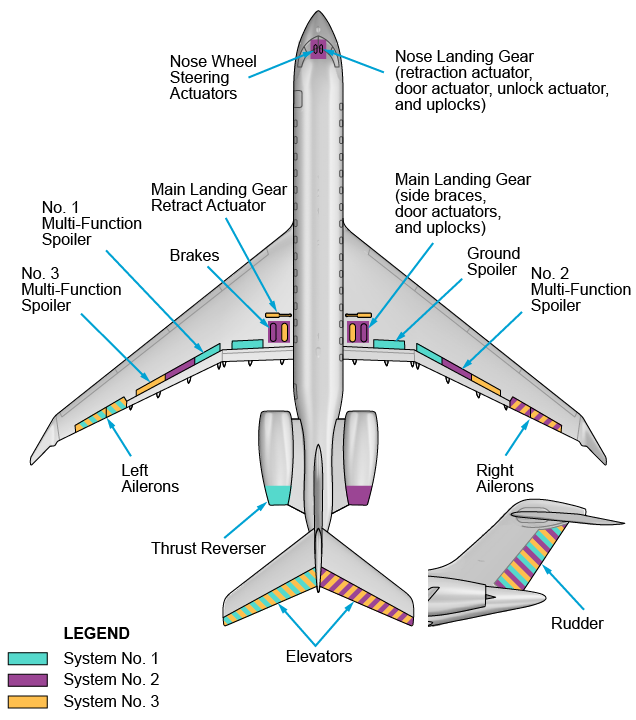 Nose Wheel
Steering
Actuators
Nose Landing Gear
(retraction actuator,
door actuator, unlock actuator,
and uplocks)
Main Landing Gear
Retract Actuator
Main Landing Gear
(side braces,
door actuators,
and uplocks)
No. 1
Multi-Function
Spoiler
Brakes
Ground
Spoiler
No. 3
Multi-Function
Spoiler
No. 2
Multi-Function
Spoiler
Left
Ailerons
Right
Ailerons
Thrust Reverser
Rudder
Elevators
LEGEND
System No. 1
System No. 2
System No. 3